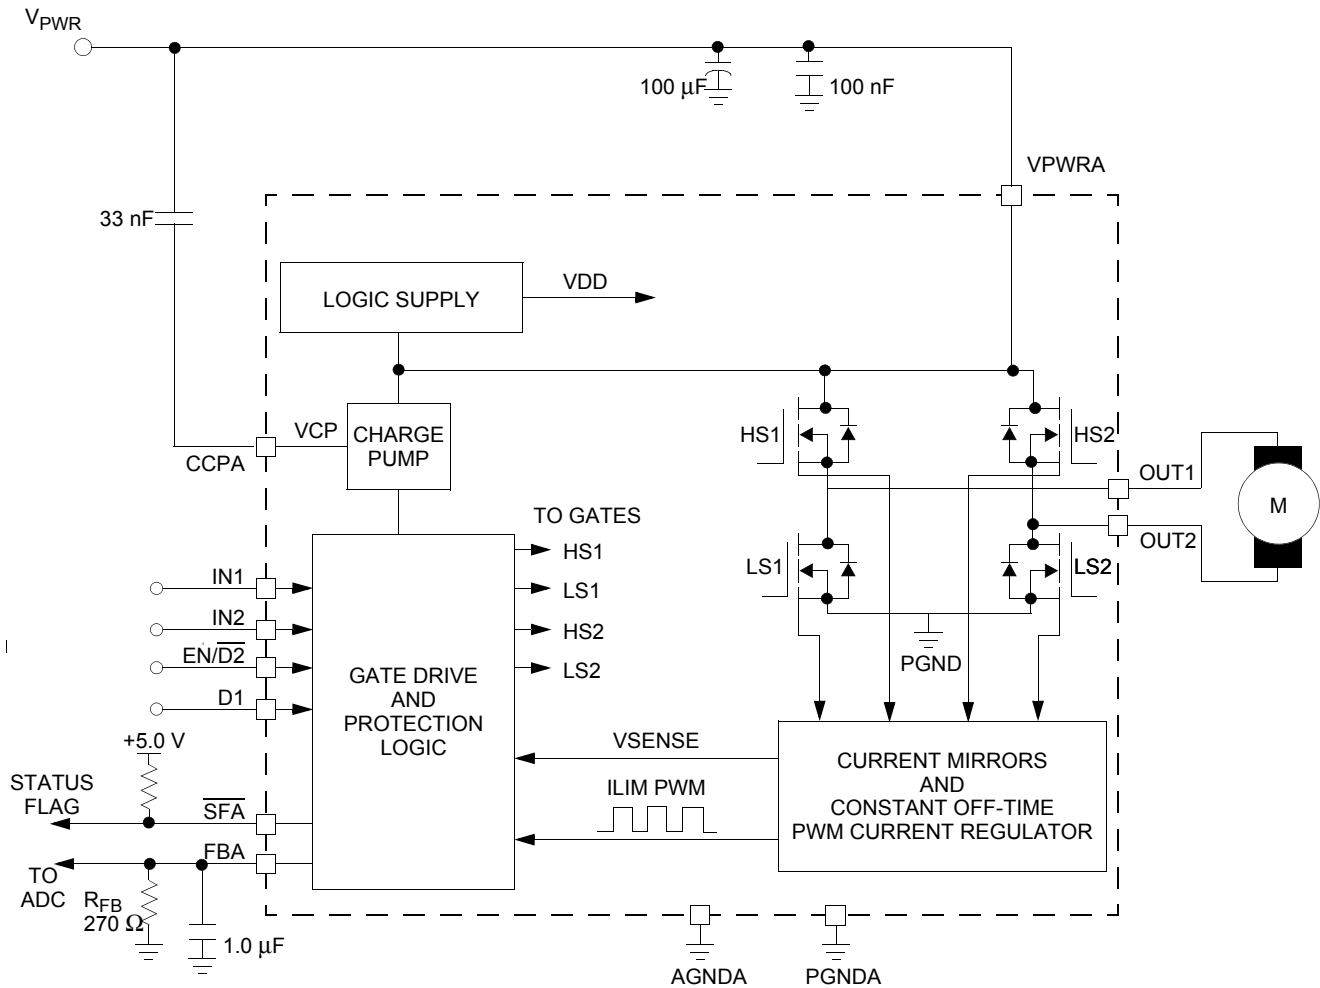 VPWR
100 µF
100 nF
VPWRA
33 nF
LOGIC SUPPLY
VDD
VCP
CHARGE
PUMP
CCPA
HS1
HS2
OUT1
M
OUT2
TO GATES
HS1
LS1
HS2
LS2
LS1
LS2
PGND
IN1
IN2
EN/D2
D1
GATE DRIVE
AND
PROTECTION
LOGIC
+5.0 V
STATUS
FLAG
SFA
FBA
TO
ADC
RFB
270 Ω
1.0 µF
VSENSE
ILIM PWM
CURRENT MIRRORS
AND
CONSTANT OFF-TIME
PWM CURRENT REGULATOR
AGNDA
PGNDA